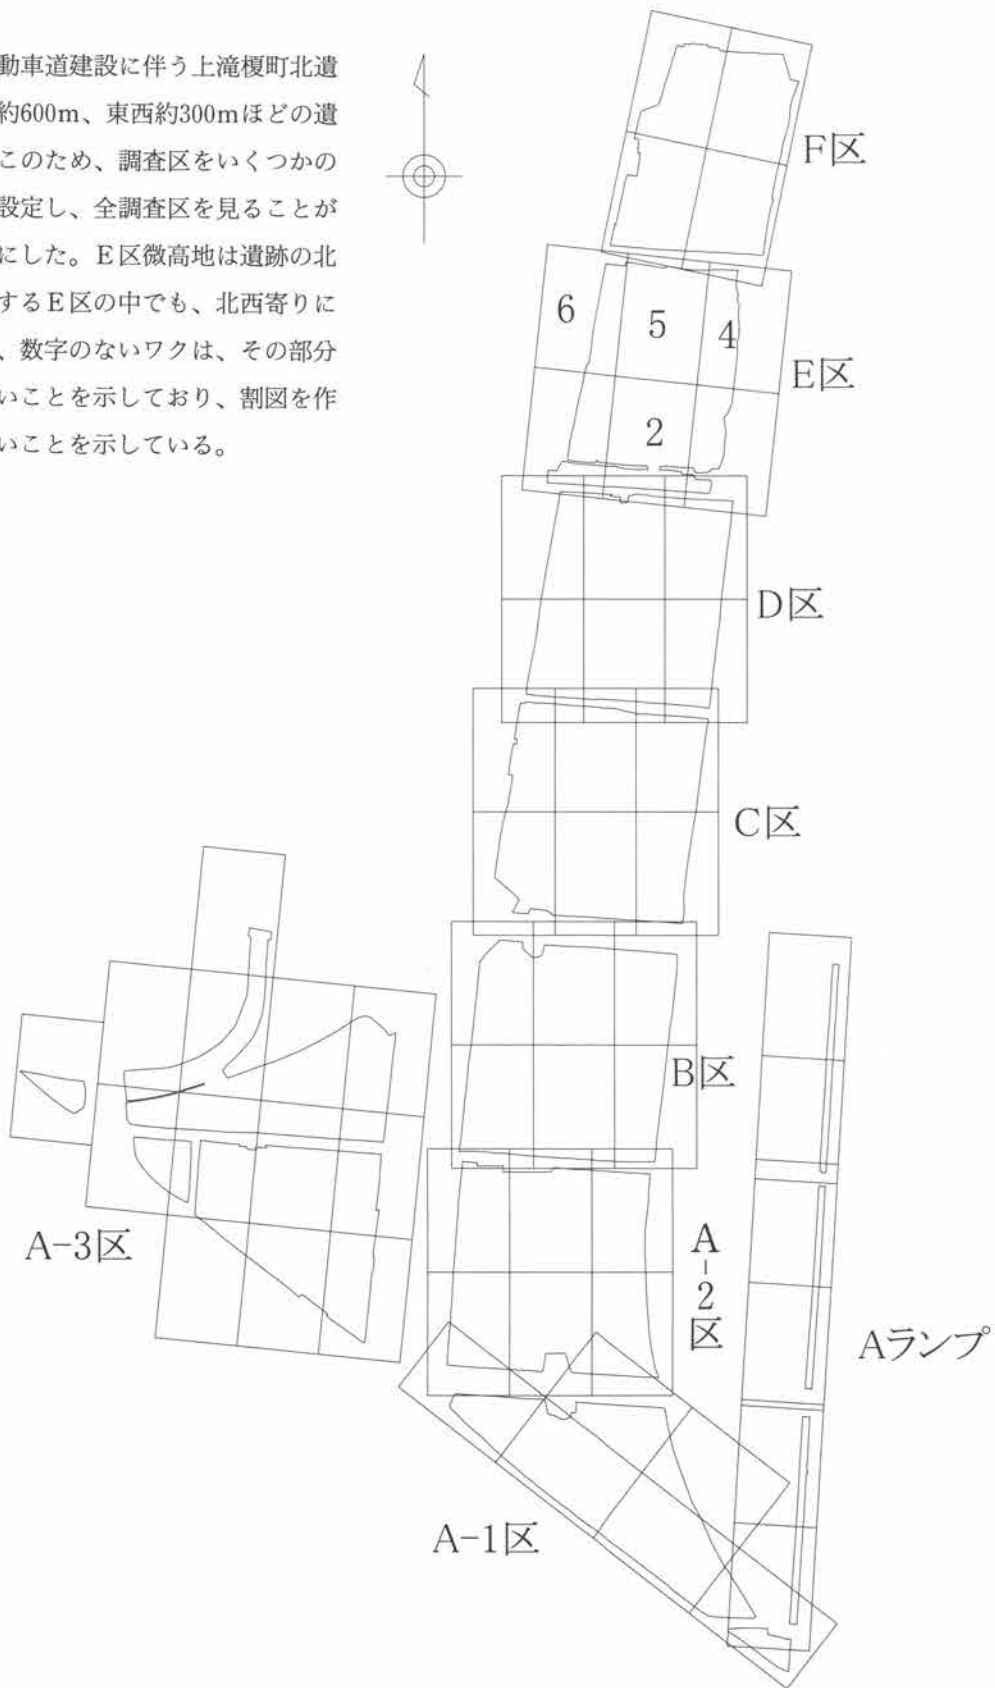 動車道建設に伴う上滝榎町北遺
約600m、東西約300mほどの遺
このため、調査区をいくつかの
設定し、全調査区を見ることが
にした。E区微高地は遺跡の北
するE区の中でも、北西寄りに
、数字のないワクは、その部分
いことを示しており、割図を作
いことを示している。
F区
6
5
4
E区
2
D区
C区
B区
A-3区
A-2区
Aランプ
A-1区